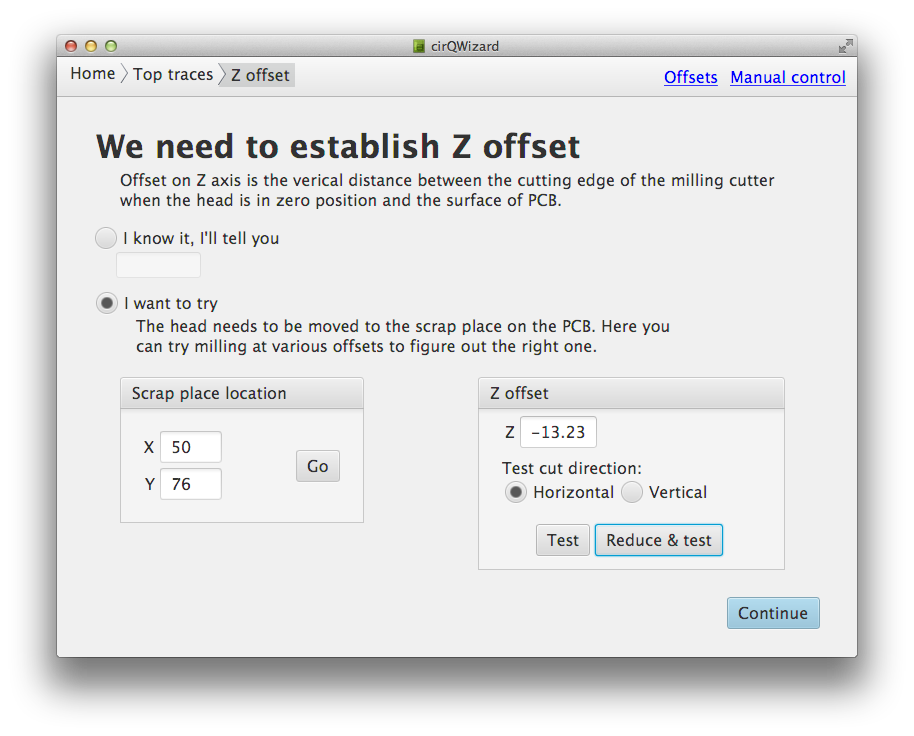 cirQWizard
Home Top traces Z offset
Offsets Manual control
We need to establish Z offset
Offset on Z axis is the verical distance between the cutting edge of the milling cutter
when the head is in zero position and the surface of PCB.
I know it, I'll tell you
I want to try
The head needs to be moved to the scrap place on the PCB. Here you
can try milling at various offsets to figure out the right one.
Scrap place location
X 50
Y 76
Go
Z offset
Z -13.23
Test cut direction:
Horizontal Vertical
Test Reduce & test
Continue